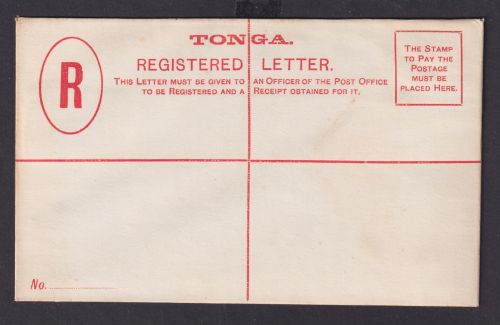 TONGA.
R
REGISTERED LETTER.
THIS LETTER MUST BE GIVEN TO AN OFFICER OF THE POST OFFICE
TO BE REGISTERED AND A RECEIPT OBTAINED FOR IT.
THE STAMP
TO PAY THE
POSTAGE
MUST BE
PLACED HERE.
No.